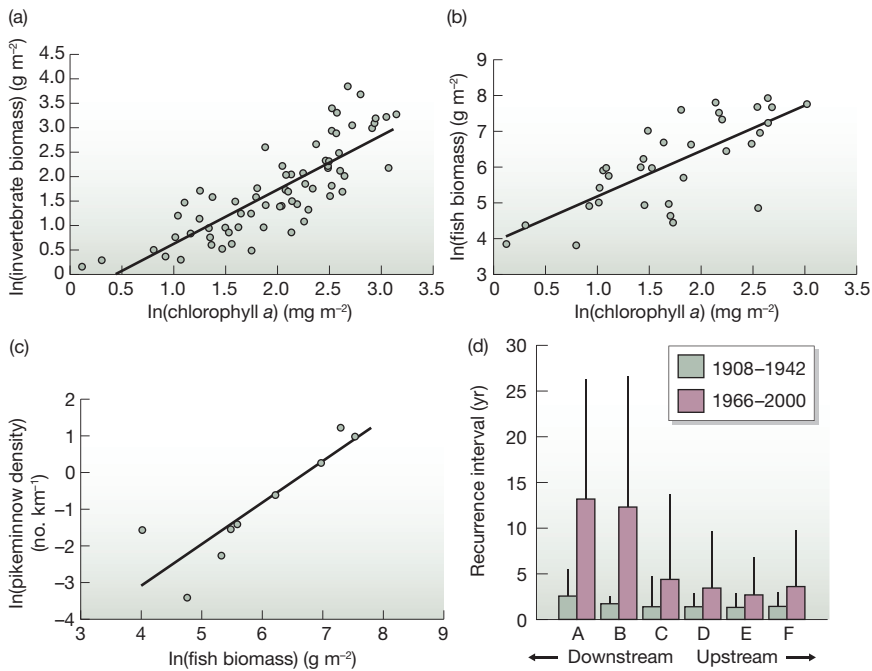 (a)
4.5
4.0
3.5
3.0
2.5
2.0
1.5
1.0
0.5
0
ln(invertebrate biomass) (g m⁻²)
0 0.5 1.0 1.5 2.0 2.5 3.0 3.5
ln(chlorophyll a) (mg m⁻²)
(b)
9
8
7
6
5
4
3
ln(fish biomass) (g m⁻²)
0 0.5 1.0 1.5 2.0 2.5 3.0 3.5
ln(chlorophyll a) (mg m⁻²)
(c)
2
1
0
–1
–2
–3
–4
ln(pikeminnow density)
(no. km⁻¹)
3 4 5 6 7 8 9
ln(fish biomass) (g m⁻²)
(d)
30
25
20
15
10
5
0
Recurrence interval (yr)
1908–1942
1966–2000
A B C D E F
Downstream Upstream